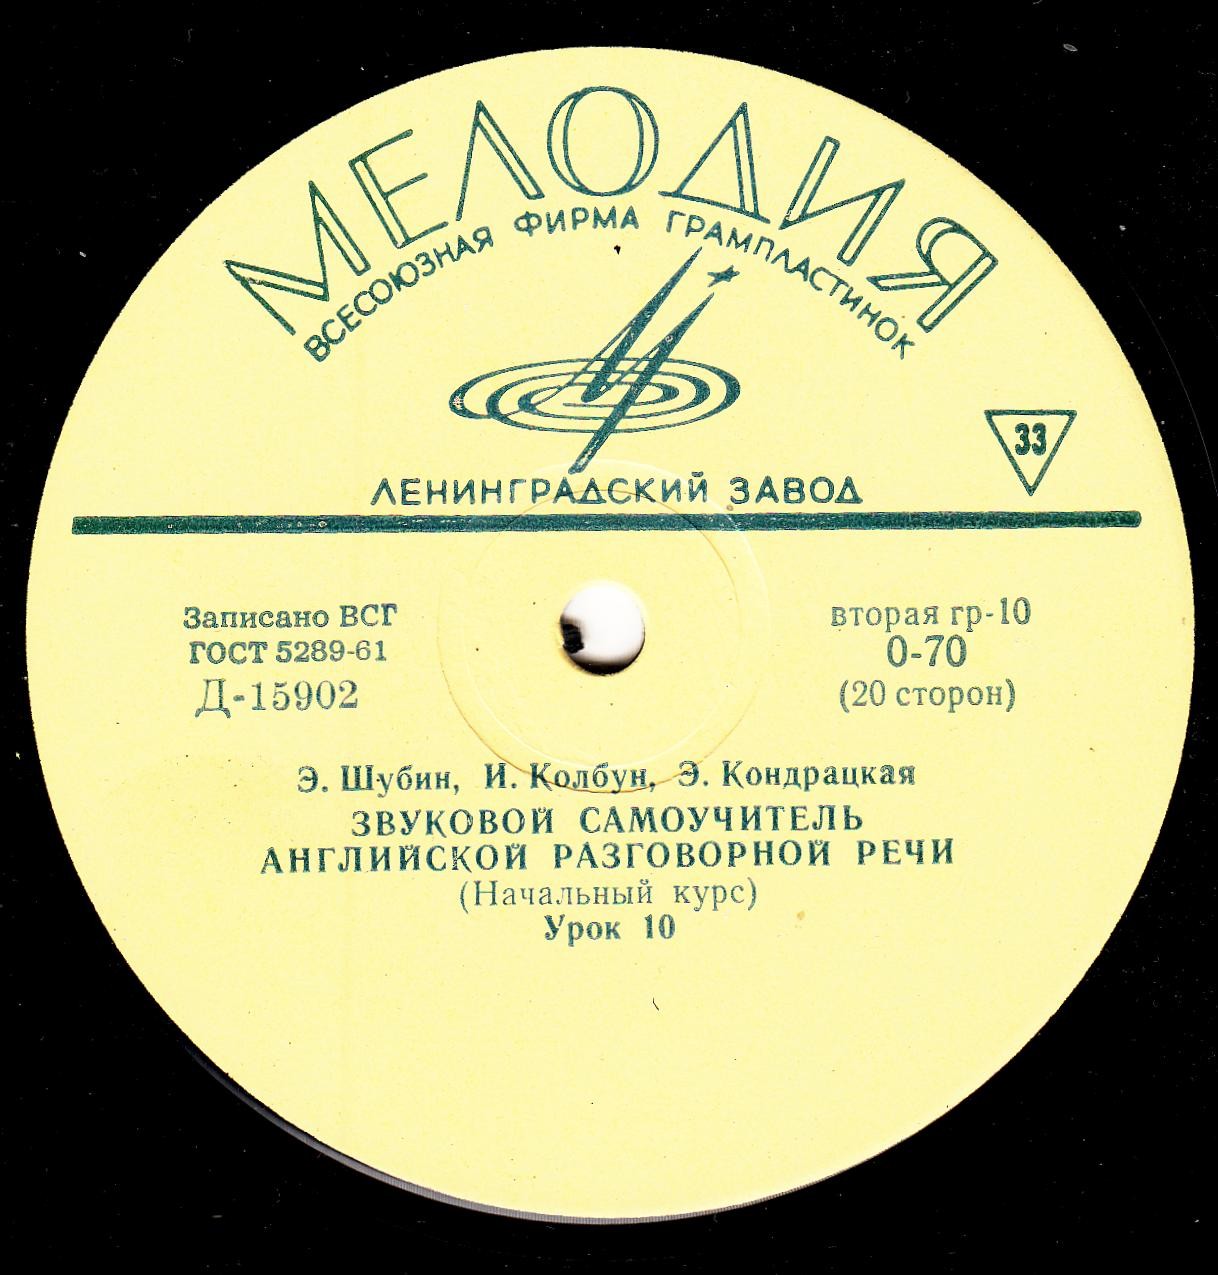 МЕЛОДИЯ
ВСЕСОЮЗНАЯ ФИРМА ГРАМПЛАСТИНОК
33
ЛЕНИНГРАДСКИЙ ЗАВОД
Записано ВСГ
ГОСТ 5289-61
Д-15902
вторая гр-10
0-70
(20 сторон)
Э. Шубин, И. Колбун, Э. Кондрацкая
ЗВУКОВОЙ САМОУЧИТЕЛЬ
АНГЛИЙСКОЙ РАЗГОВОРНОЙ РЕЧИ
(Начальный курс)
Урок 10